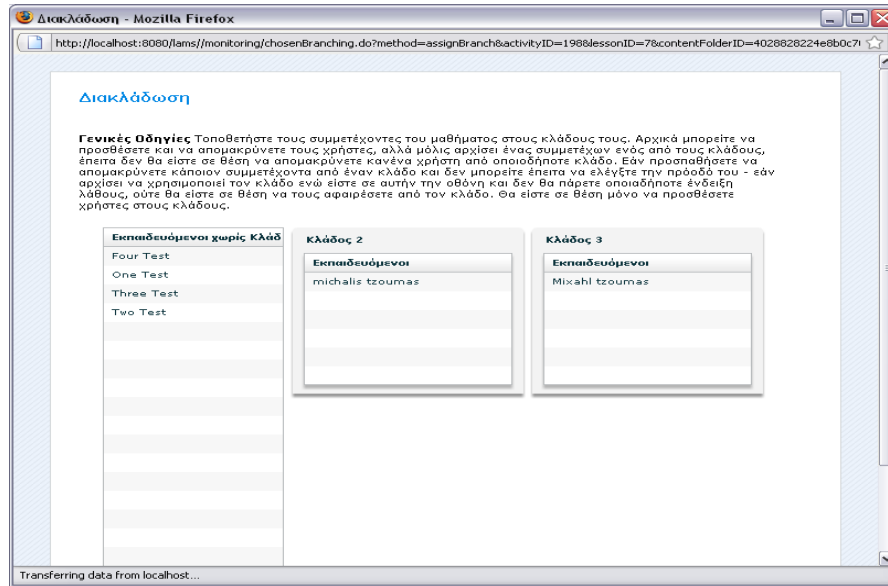 Διακλάδωση - Mozilla Firefox
http://localhost:8080/lams//monitoring/chosenBranching.do?method=assignBranch&activityID=198&lessonID=7&contentFolderID=4028828224e8b0c7
Διακλάδωση
Γενικές Οδηγίες Τοποθετήστε τους συμμετέχοντες του μαθήματος στους κλάδους τους. Αρχικά μπορείτε να
προσθέσετε και να απομακρύνετε τους χρήστες, αλλά μόλις αρχίσει ένας συμμετέχων ενός από τους κλάδους,
έπειτα δεν θα είστε σε θέση να απομακρύνετε κανένα χρήστη από οποιοδήποτε κλάδο. Εάν προσπαθήσετε να
απομακρύνετε κάποιον συμμετέχοντα από έναν κλάδο και δεν μπορείτε έπειτα να ελέγξτε την πρόοδό του - εάν
αρχίσει να χρησιμοποιεί τον κλάδο ενώ είστε σε αυτήν την οθόνη και δεν θα πάρετε οποιαδήποτε ένδειξη
λάθους, ούτε θα είστε σε θέση να τους αφαιρέσετε από τον κλάδο. Θα είστε σε θέση μόνο να προσθέσετε
χρήστες στους κλάδους.
Εκπαιδευόμενοι χωρίς Κλάδ
Four Test
One Test
Three Test
Two Test
Κλάδος 2
Εκπαιδευόμενοι
michalis tzoumas
Κλάδος 3
Εκπαιδευόμενοι
Mixahl tzoumas
Transferring data from localhost...